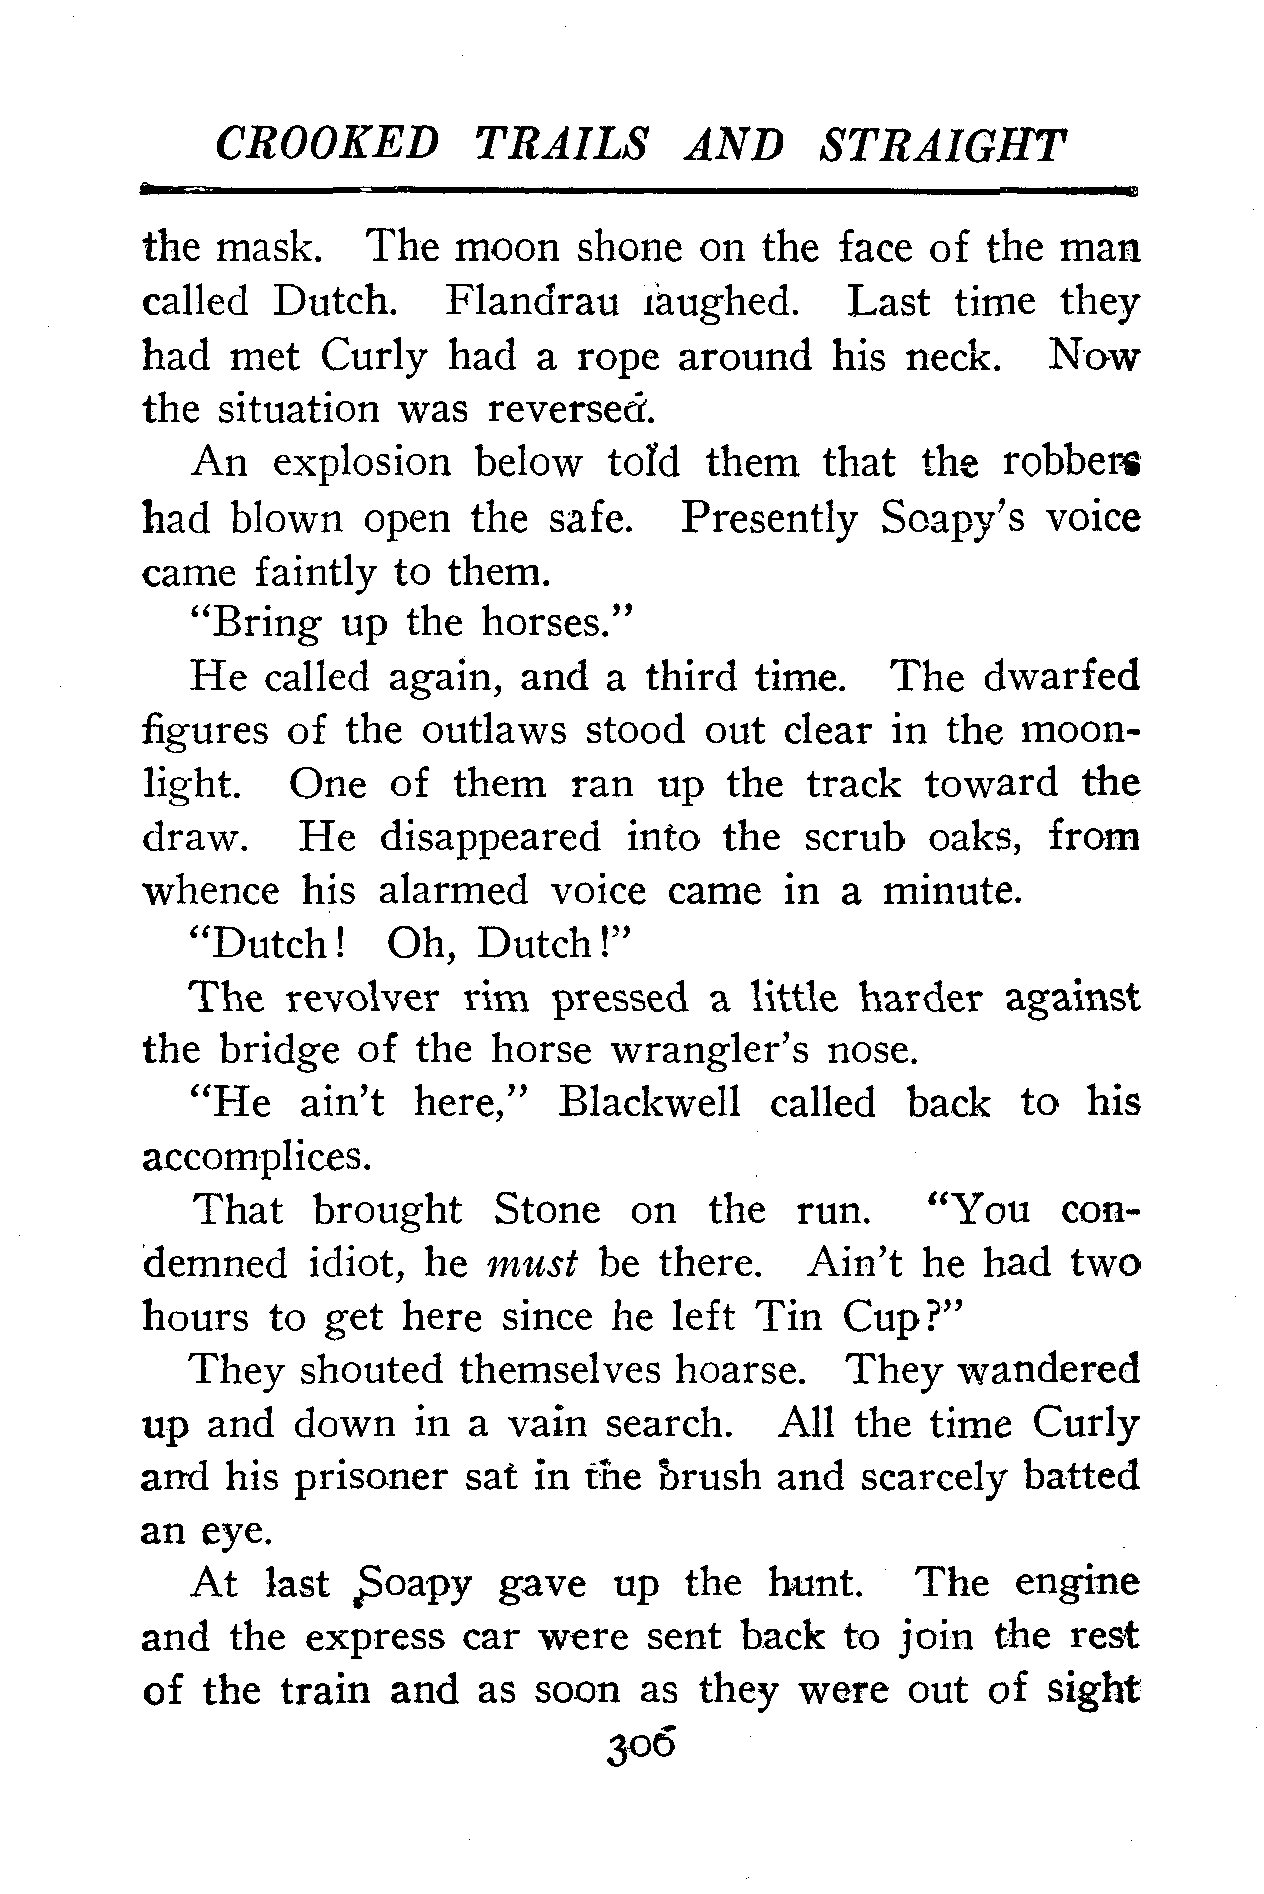 CROOKED TRAILS AND STRAIGHT
the mask. The moon shone on the face of the man
called Dutch. Flandrau laughed. Last time they
had met Curly had a rope around his neck. Now
the situation was reversed.
An explosion below told them that the robbers
had blown open the safe. Presently Soapy's voice
came faintly to them.
"Bring up the horses."
He called again, and a third time. The dwarfed
figures of the outlaws stood out clear in the moon-
light. One of them ran up the track toward the
draw. He disappeared into the scrub oaks, from
whence his alarmed voice came in a minute.
"Dutch! Oh, Dutch!"
The revolver rim pressed a little harder against
the bridge of the horse wrangler's nose.
"He ain't here," Blackwell called back to his
accomplices.
That brought Stone on the run. "You con-
demned idiot, he must be there. Ain't he had two
hours to get here since he left Tin Cup?"
They shouted themselves hoarse. They wandered
up and down in a vain search. All the time Curly
and his prisoner sat in the brush and scarcely batted
an eye.
At last Soapy gave up the hunt. The engine
and the express car were sent back to join the rest
of the train and as soon as they were out of sight
306